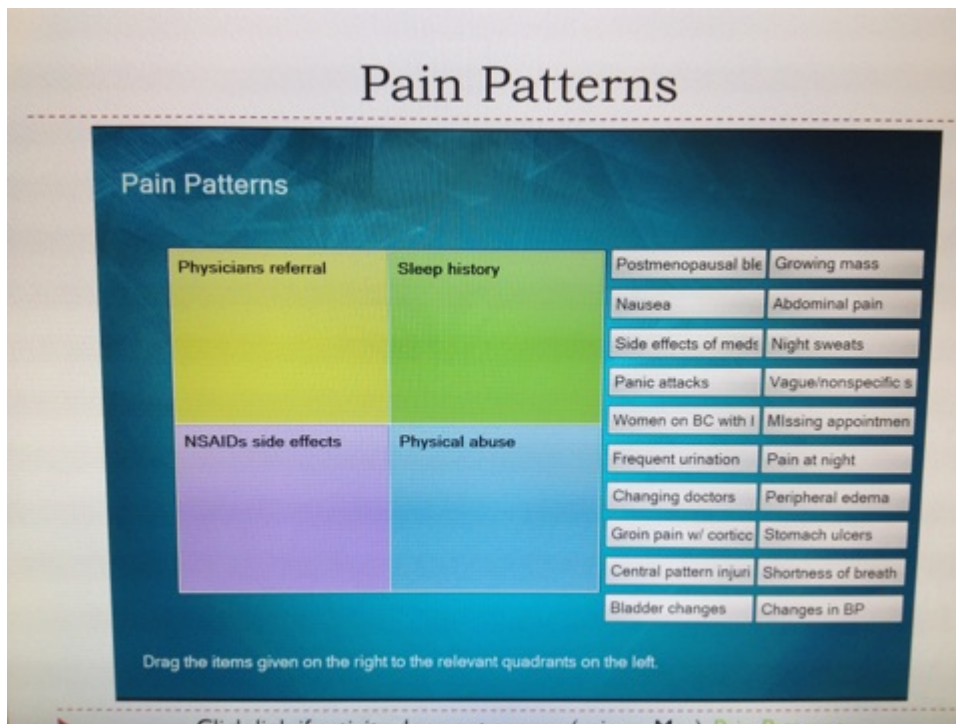 Pain Patterns
Pain Patterns
Physicians referral
Sleep history
NSAIDs side effects
Physical abuse
Postmenopausal ble
Growing mass
Nausea
Abdominal pain
Side effects of meds
Night sweats
Panic attacks
Vague/nonspecific s
Women on BC with l
MIssing appointmen
Frequent urination
Pain at night
Changing doctors
Peripheral edema
Groin pain w/ cortico
Stomach ulcers
Central pattern injuri
Shortness of breath
Bladder changes
Changes in BP
Drag the items given on the right to the relevant quadrants on the left.